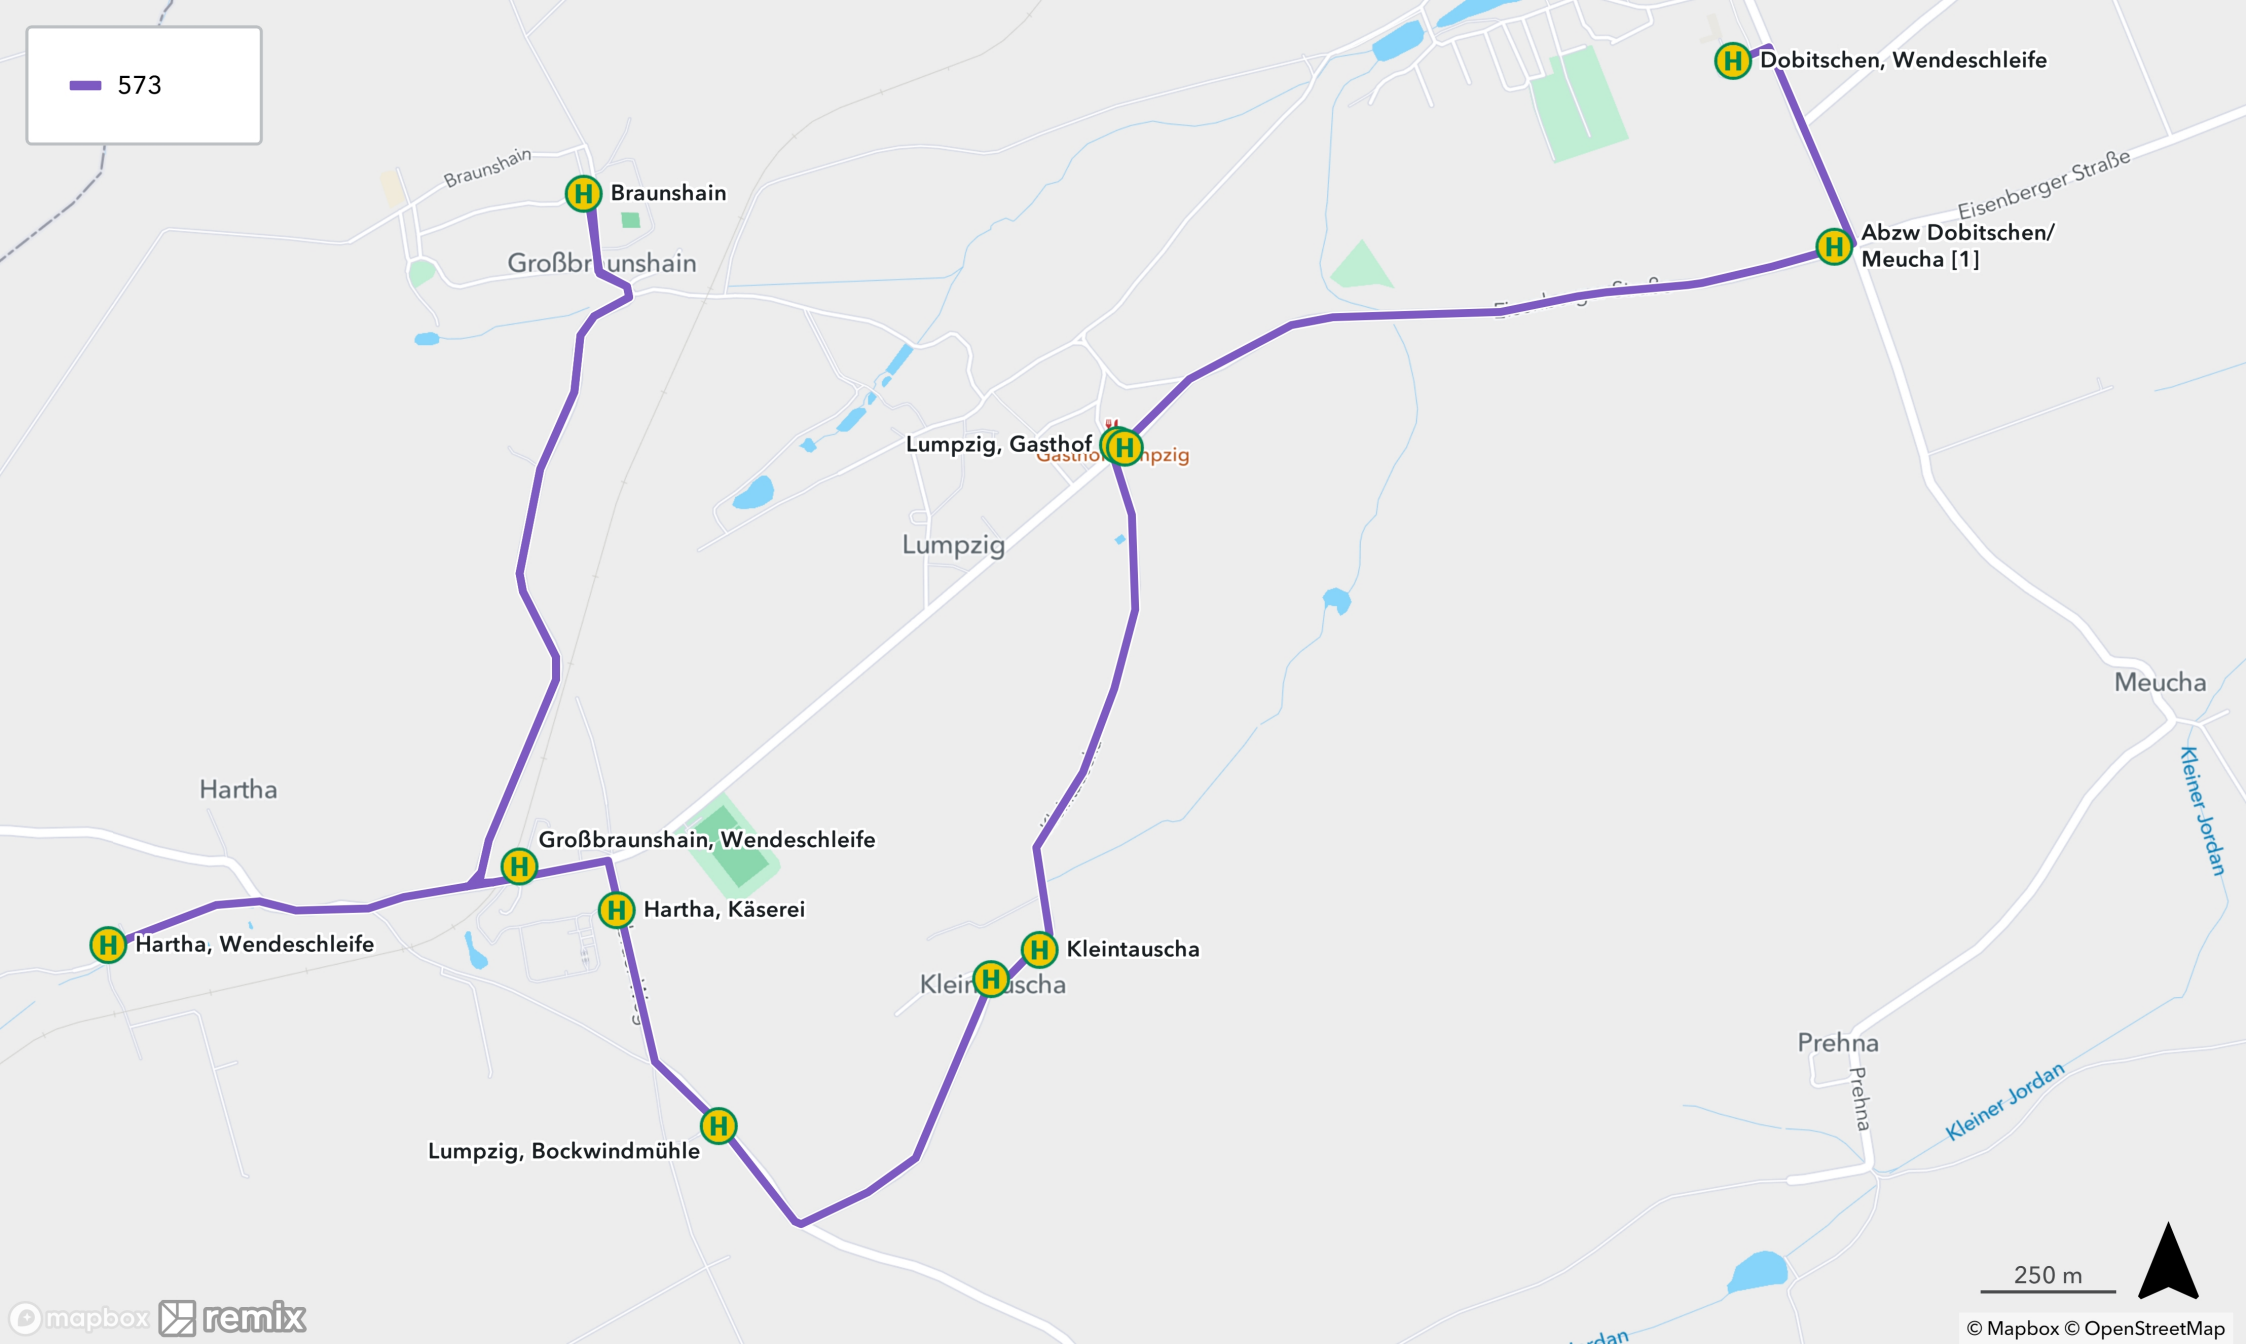 573
Dobitschen, Wendeschleife
Braunshain
Braunshain
Eisenberger Straße
Abzw Dobitschen/
Meucha [1]
Großbraunshain
Lumpzig, Gasthof
Lumpzig
Meucha
Kleiner Jordan
Hartha
Großbraunshain, Wendeschleife
Hartha, Käserei
Hartha, Wendeschleife
Kleintauscha
Prehna
Prehna
Kleiner Jordan
Lumpzig, Bockwindmühle
250 m
mapbox
remix
© Mapbox © OpenStreetMap